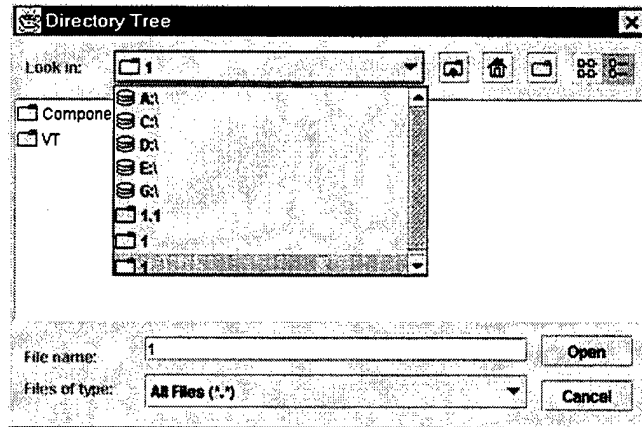 Directory Tree
Look in: 1
A:\
Compone C:\
VT D:\
E:\
G:\
1.1
1
1
File name: 1 Open
Files of type: All Files (*.*) Cancel